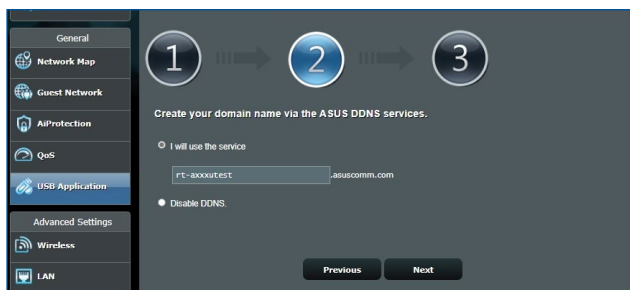 General
Network Map
Guest Network
AiProtection
QoS
USB Application
Advanced Settings
Wireless
LAN
1
2
3
Create your domain name via the ASUS DDNS services.
I will use the service
rt-axxxutest .asuscomm.com
Disable DDNS.
Previous Next